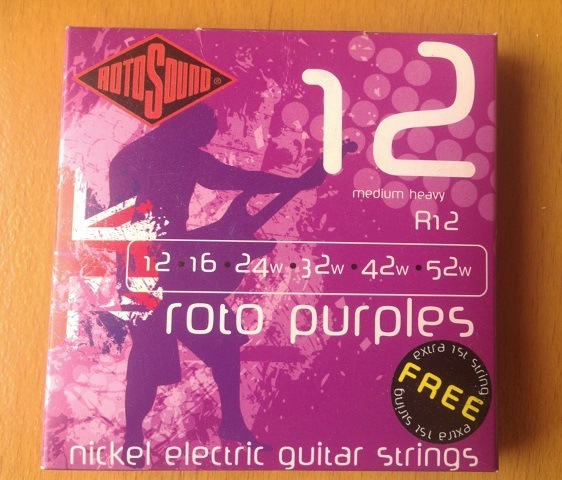 ROTOSOUND®
12
medium heavy
R12
12 • 16 • 24w • 32w • 42w • 52w
roto purples
extra 1st string
FREE
extra 1st string
nickel electric guitar strings